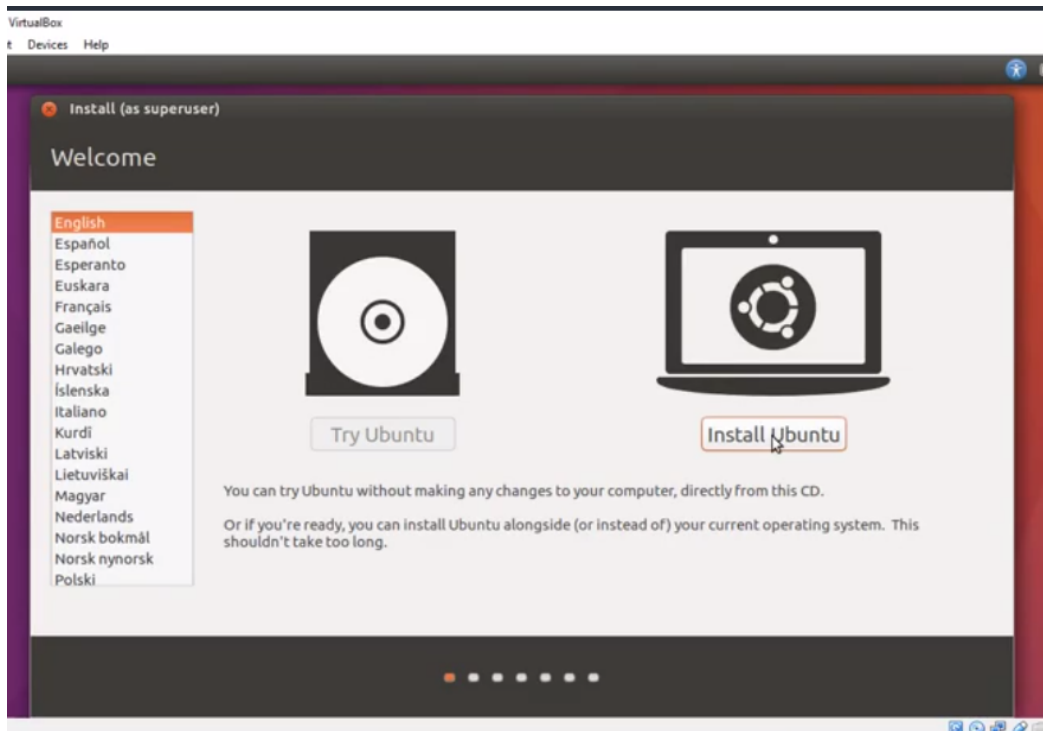 VirtualBox
t Devices Help
Install (as superuser)
Welcome
English
Español
Esperanto
Euskara
Français
Gaeilge
Galego
Hrvatski
Íslenska
Italiano
Kurdî
Latviski
Lietuviškai
Magyar
Nederlands
Norsk bokmål
Norsk nynorsk
Polski
Try Ubuntu
Install Ubuntu
You can try Ubuntu without making any changes to your computer, directly from this CD.
Or if you're ready, you can install Ubuntu alongside (or instead of) your current operating system. This
shouldn't take too long.